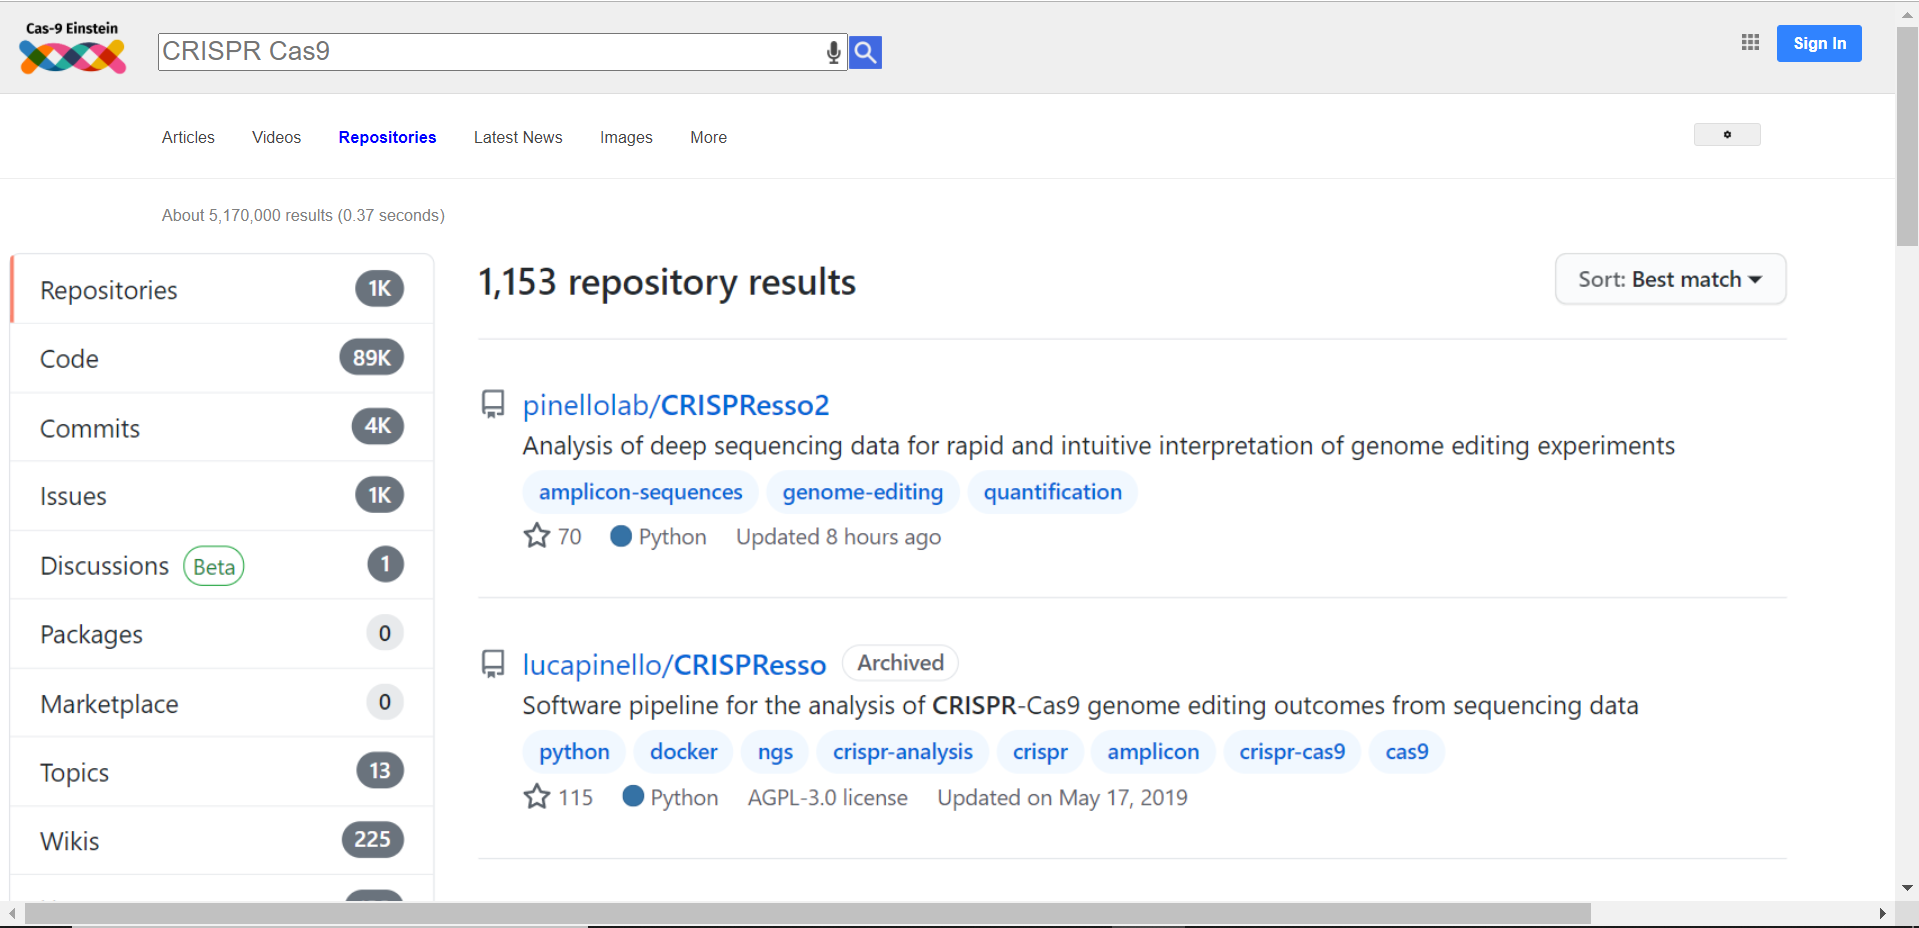 Cas-9 Einstein
CRISPR Cas9
Sign In
Articles Videos Repositories Latest News Images More
About 5,170,000 results (0.37 seconds)
Repositories 1K
Code 89K
Commits 4K
Issues 1K
Discussions Beta 1
Packages 0
Marketplace 0
Topics 13
Wikis 225
1,153 repository results
Sort: Best match
pinellolab/CRISPResso2
Analysis of deep sequencing data for rapid and intuitive interpretation of genome editing experiments
amplicon-sequences genome-editing quantification
70 Python Updated 8 hours ago
lucapinello/CRISPResso Archived
Software pipeline for the analysis of CRISPR-Cas9 genome editing outcomes from sequencing data
python docker ngs crispr-analysis crispr amplicon crispr-cas9 cas9
115 Python AGPL-3.0 license Updated on May 17, 2019